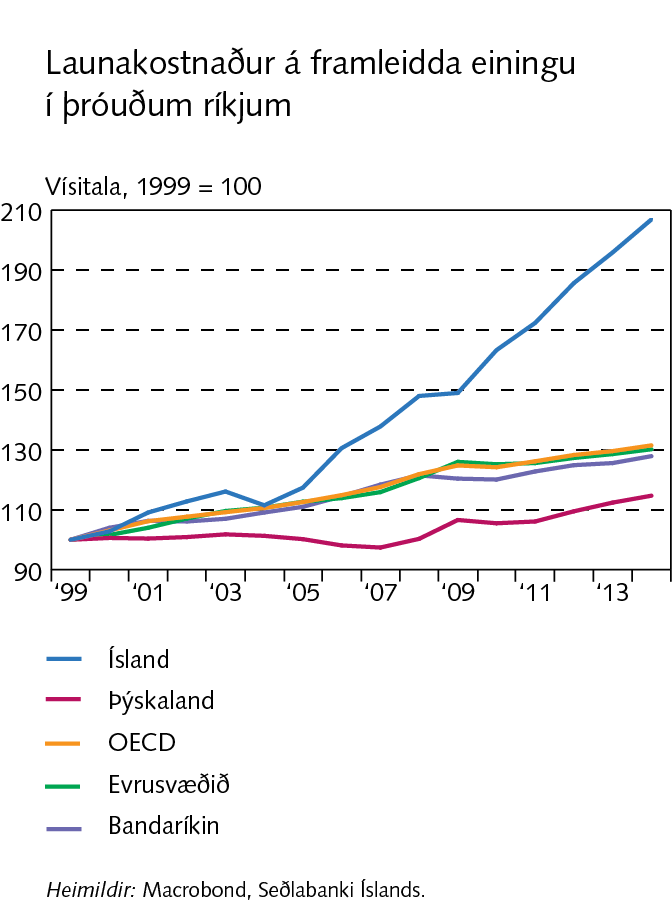 Launakostnaður á framleidda einingu
í þróuðum ríkjum
Vísitala, 1999 = 100
210
190
170
150
130
110
90
‘99 ‘01 ‘03 ‘05 ‘07 ‘09 ‘11 ‘13
Ísland
Þýskaland
OECD
Evrusvæðið
Bandaríkin
Heimildir: Macrobond, Seðlabanki Íslands.